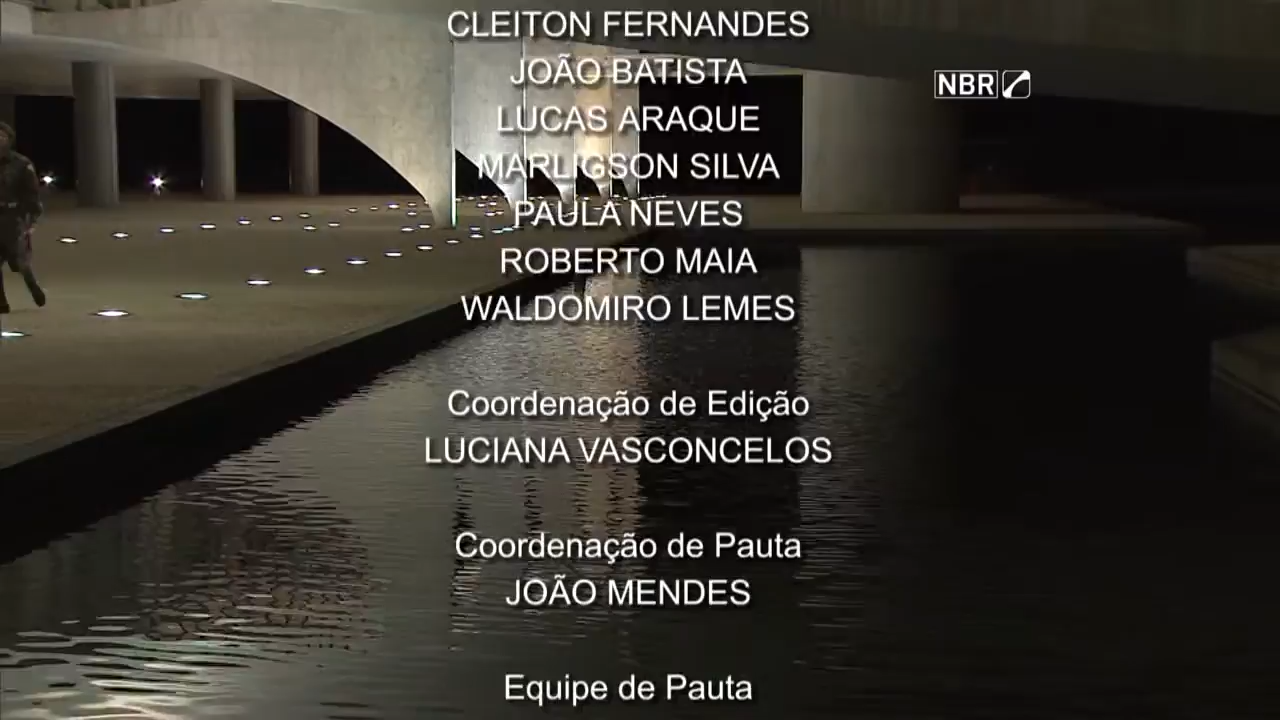 CLEITON FERNANDES
JOÃO BATISTA
NBR
LUCAS ARAQUE
MARLIGSON SILVA
PAULA NEVES
ROBERTO MAIA
WALDOMIRO LEMES
Coordenação de Edição
LUCIANA VASCONCELOS
Coordenação de Pauta
JOÃO MENDES
Equipe de Pauta